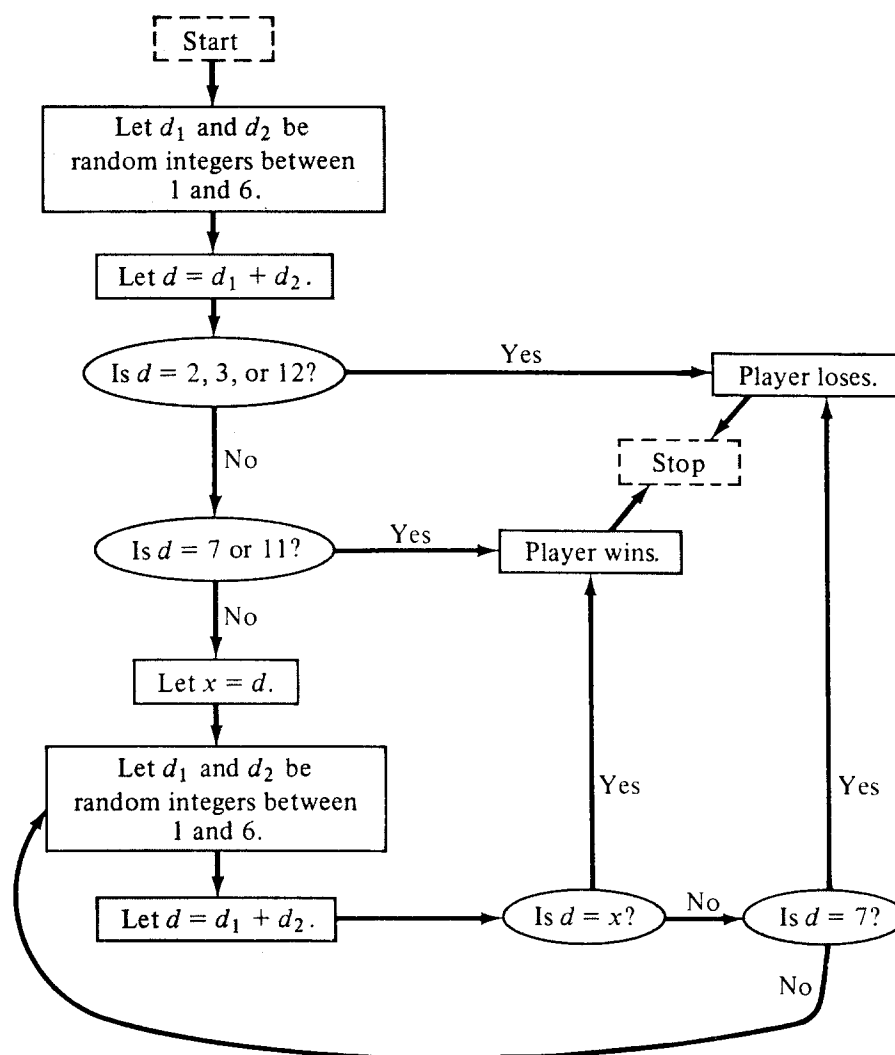 Start
Let d₁ and d₂ be
random integers between
1 and 6.
Let d = d₁ + d₂.
Is d = 2, 3, or 12?
Yes
Player loses.
No
Stop
Is d = 7 or 11?
Yes
Player wins.
No
Let x = d.
Let d₁ and d₂ be
random integers between
1 and 6.
Yes
Yes
Let d = d₁ + d₂.
Is d = x?
No
Is d = 7?
No